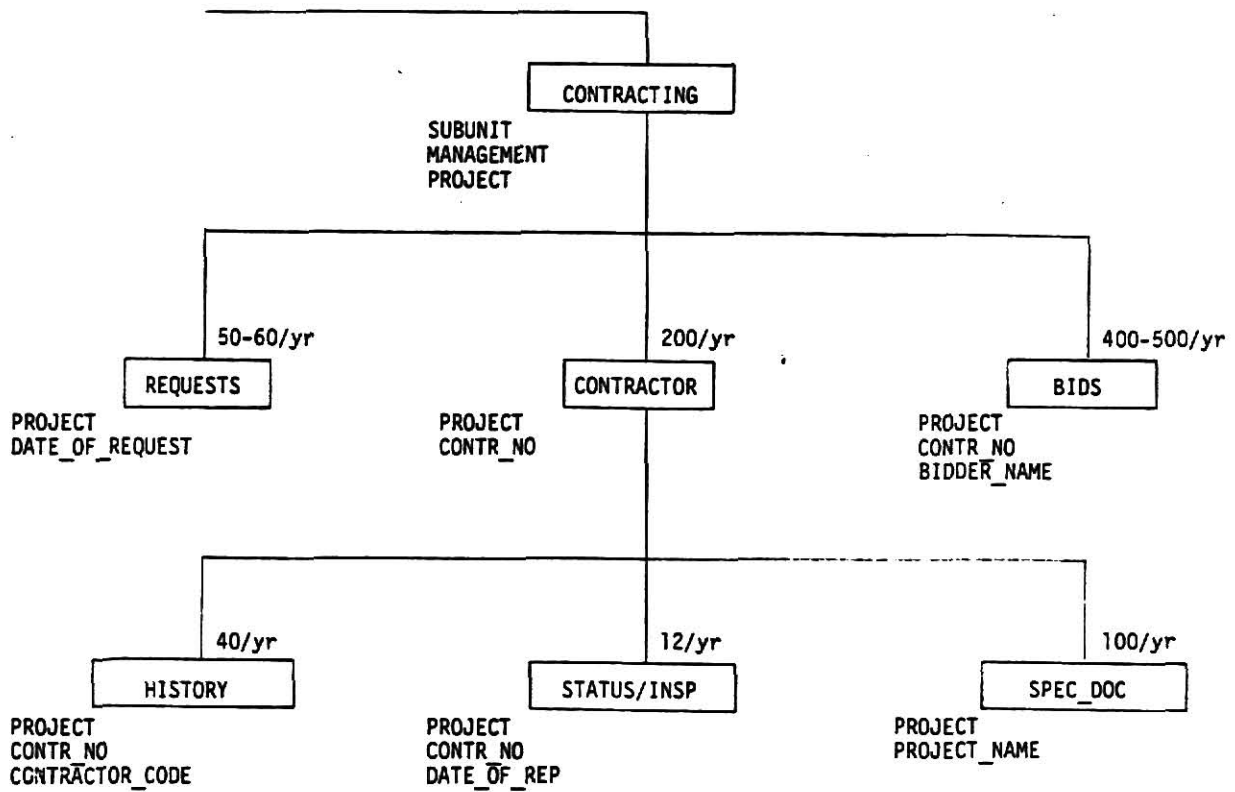 CONTRACTING
SUBUNIT
MANAGEMENT
PROJECT
50-60/yr
REQUESTS
PROJECT
DATE_OF_REQUEST
200/yr
CONTRACTOR
PROJECT
CONTR_NO
400-500/yr
BIDS
PROJECT
CONTR_NO
BIDDER_NAME
40/yr
HISTORY
PROJECT
CONTR_NO
CONTRACTOR_CODE
12/yr
STATUS/INSP
PROJECT
CONTR_NO
DATE_OF_REP
100/yr
SPEC_DOC
PROJECT
PROJECT_NAME